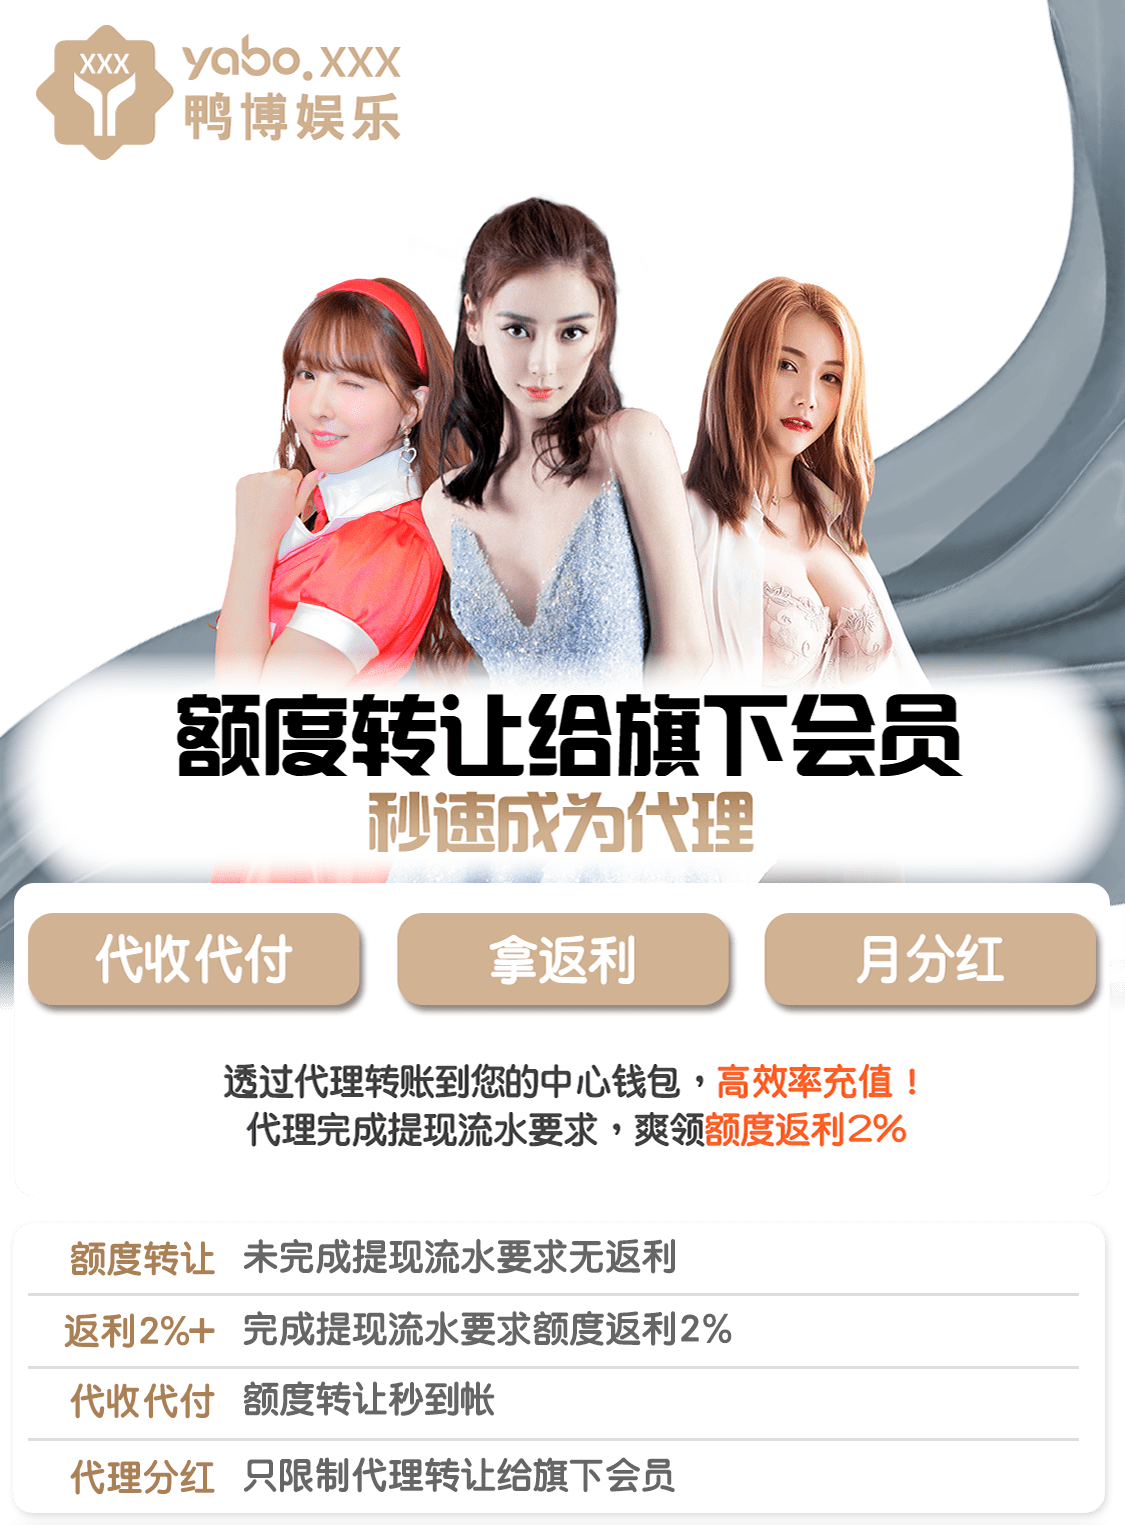 XXX
yabo.xxx
鸭博娱乐
额度转让给旗下会员
秒速成为代理
代收代付
拿返利
月分红
透过代理转账到您的中心钱包，高效率充值！
代理完成提现流水要求，爽领额度返利2%
额度转让 未完成提现流水要求无返利
返利2%+ 完成提现流水要求额度返利2%
代收代付 额度转让秒到帐
代理分红 只限制代理转让给旗下会员